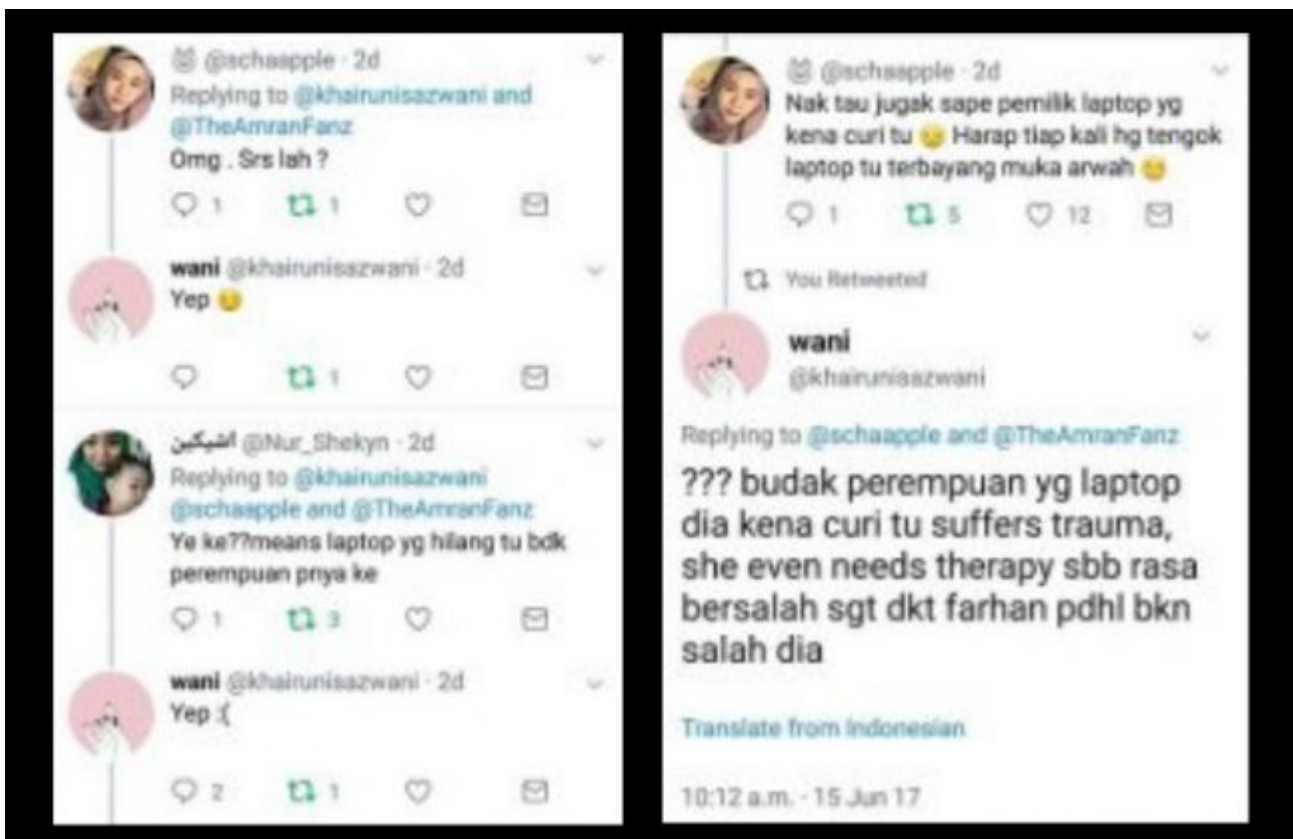 @schaapple · 2d
Replying to @khairunisazwani and
@TheAmranFanz
Omg . Srs lah ?
1 1
wani @khairunisazwani · 2d
Yep 😔
1
اشيكين @Nur_Shekyn · 2d
Replying to @khairunisazwani
@schaapple and @TheAmranFanz
Ye ke??means laptop yg hilang tu bdk
perempuan pnya ke
1 3
wani @khairunisazwani · 2d
Yep :(
2 1
@schaapple · 2d
Nak tau jugak sape pemilik laptop yg
kena curi tu 😔 Harap tiap kali hg tengok
laptop tu terbayang muka arwah 😊
1 5 12
You Retweeted
wani
@khairunisazwani
Replying to @schaapple and @TheAmranFanz
??? budak perempuan yg laptop
dia kena curi tu suffers trauma,
she even needs therapy sbb rasa
bersalah sgt dkt farhan pdhl bkn
salah dia
Translate from Indonesian
10:12 a.m. · 15 Jun 17